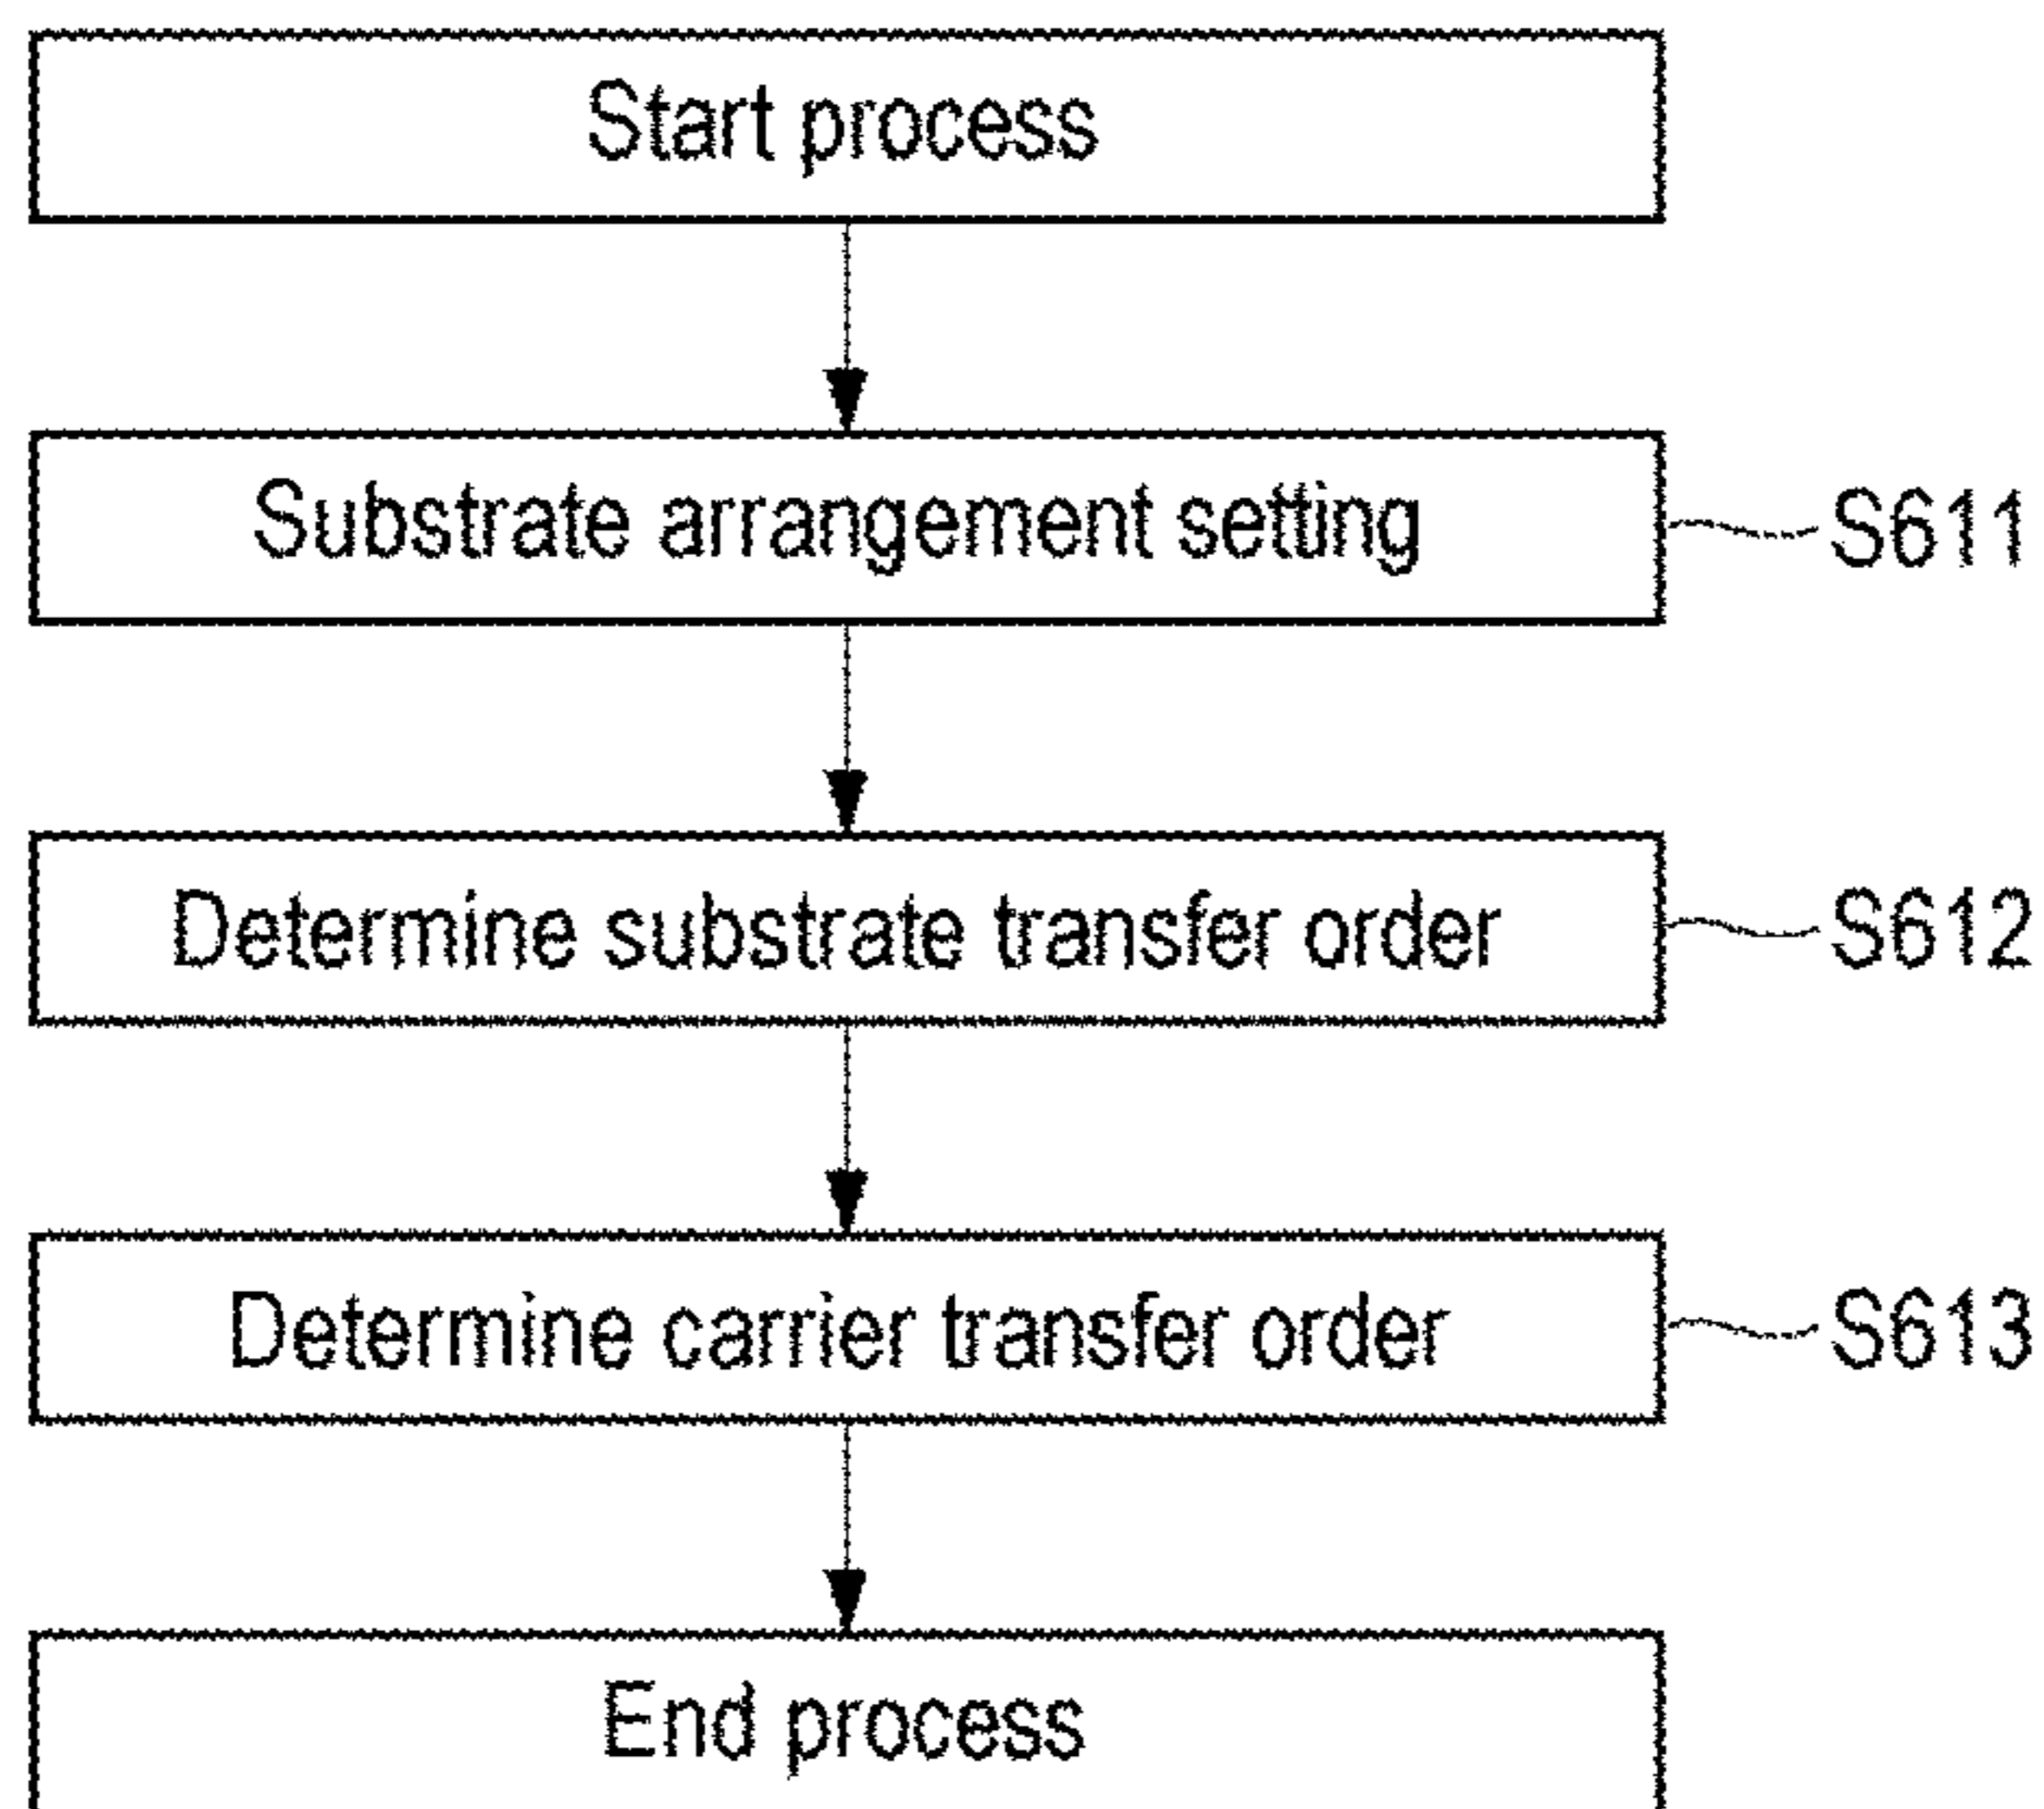 Start process
Substrate arrangement setting
S611
Determine substrate transfer order
S612
Determine carrier transfer order
S613
End process